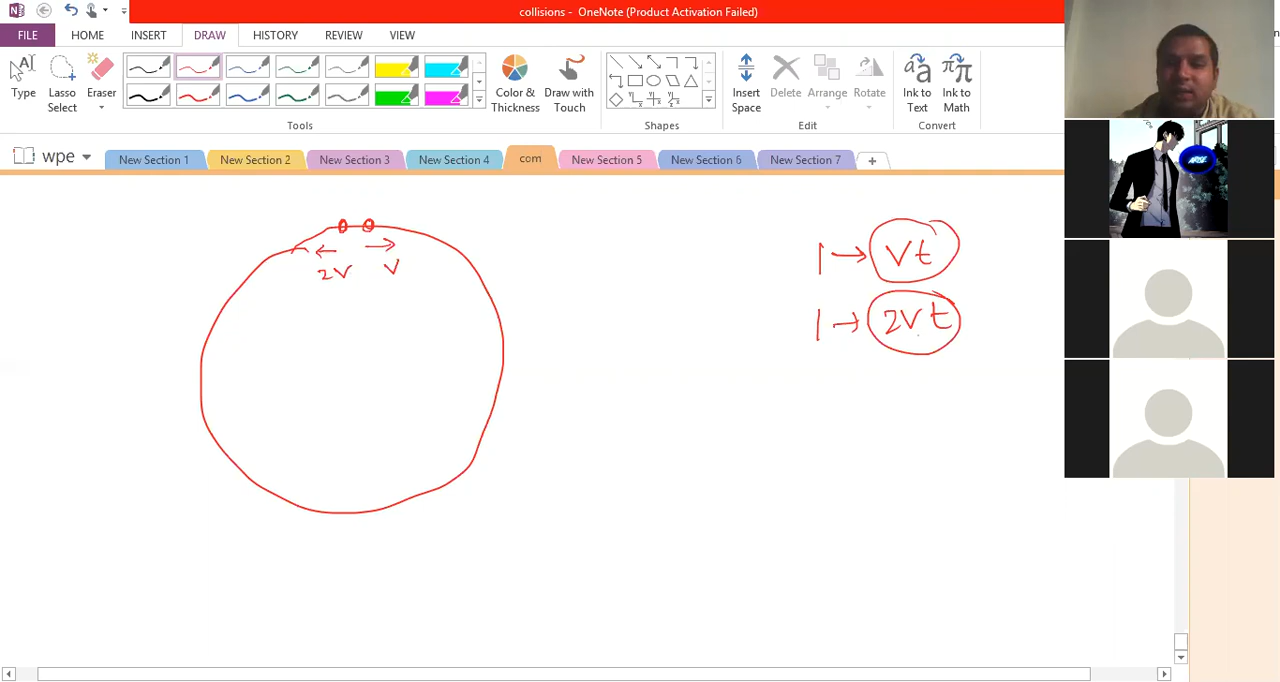 collisions - OneNote (Product Activation Failed)
FILE HOME INSERT DRAW HISTORY REVIEW VIEW
Type
Lasso Select
Eraser
Color & Thickness
Draw with Touch
Insert Space
Delete
Arrange
Rotate
Ink to Text
Ink to Math
Tools
Shapes
Edit
Convert
wpe
New Section 1
New Section 2
New Section 3
New Section 4
com
New Section 5
New Section 6
New Section 7
2V
V
1 → Vt
1 → 2Vt